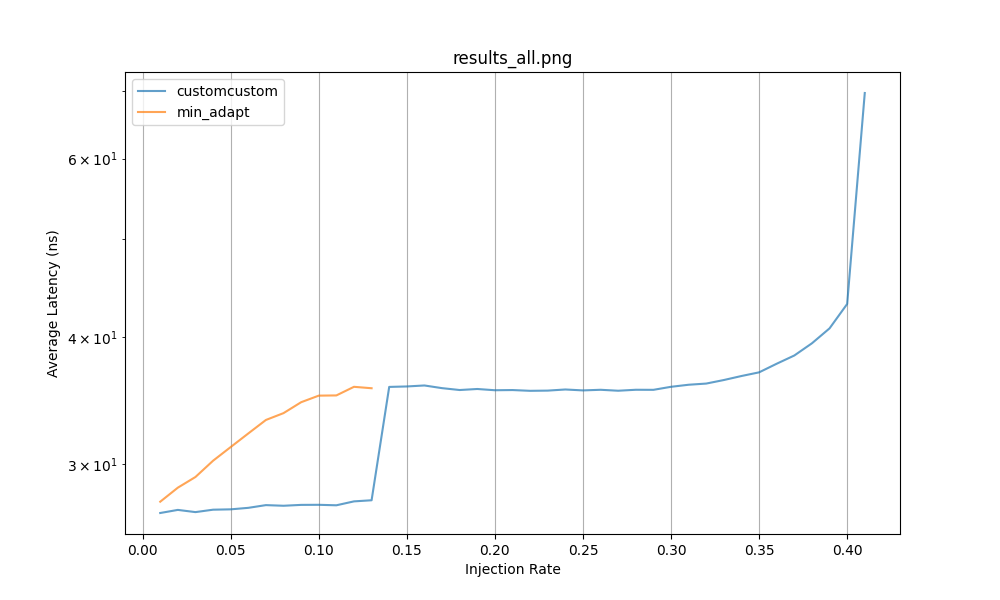 results_all.png
customcustom
min_adapt
6 × 10¹
4 × 10¹
3 × 10¹
Average Latency (ns)
0.00 0.05 0.10 0.15 0.20 0.25 0.30 0.35 0.40
Injection Rate